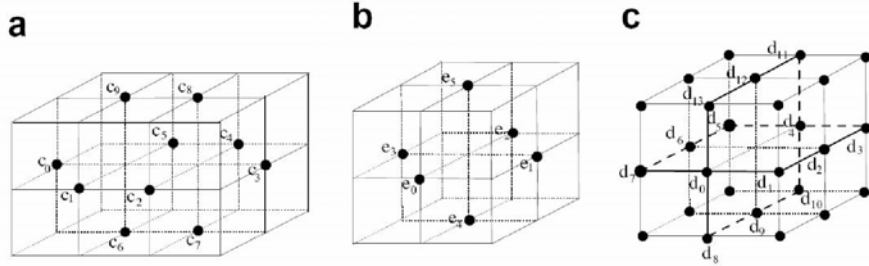 a
b
c
c₉
c₈
c₅
c₄
c₀
c₃
c₁
c₂
c₆
c₇
e₅
e₂
e₃
e₁
e₀
e₄
d₁₁
d₁₂
d₁₃
d₅
d₄
d₆
d₃
d₂
d₇
d₀
d₁
d₁₀
d₉
d₈